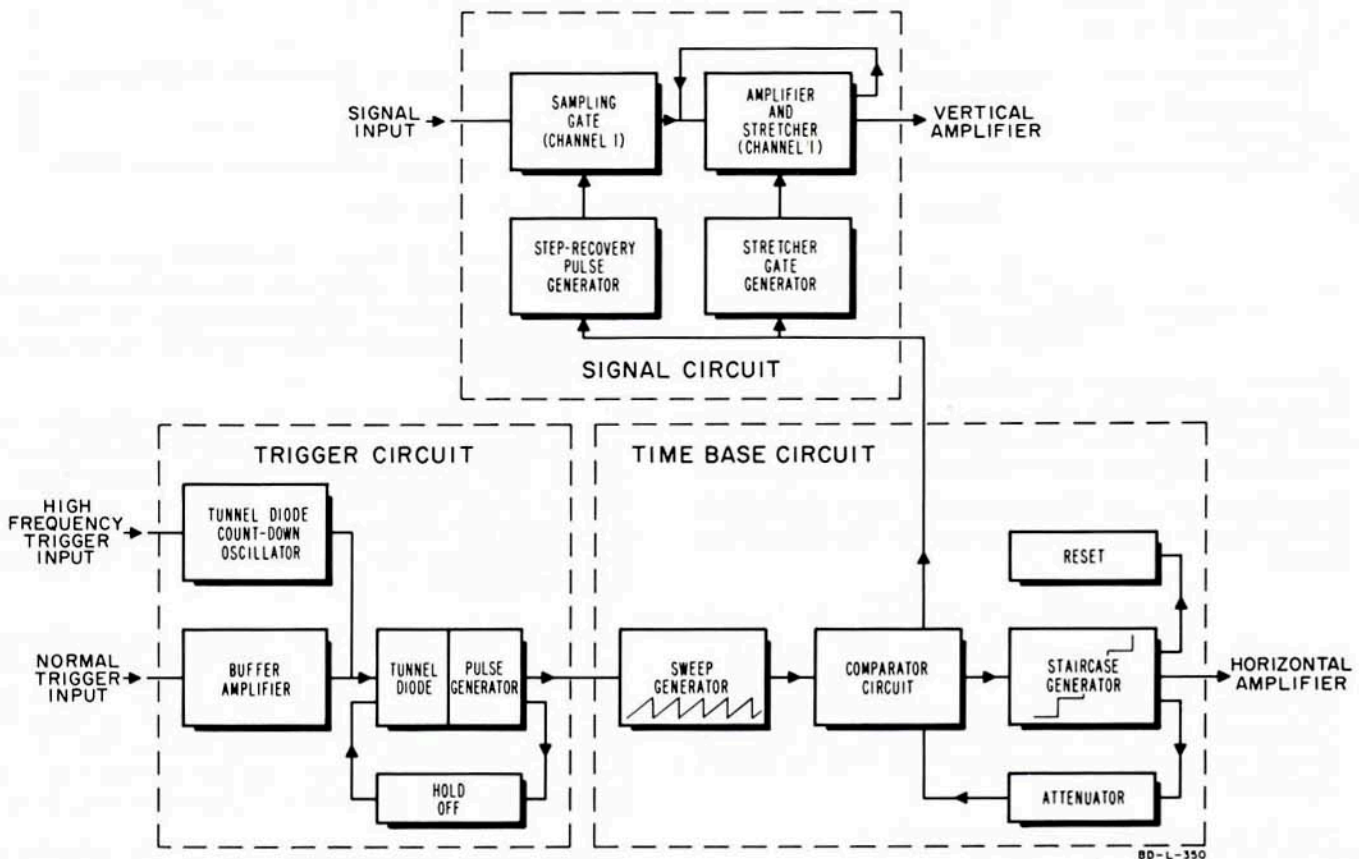 SIGNAL
INPUT
SAMPLING
GATE
(CHANNEL 1)
AMPLIFIER
AND
STRETCHER
(CHANNEL 1)
VERTICAL
AMPLIFIER
STEP-RECOVERY
PULSE
GENERATOR
STRETCHER
GATE
GENERATOR
SIGNAL CIRCUIT
TRIGGER CIRCUIT
HIGH
FREQUENCY
TRIGGER
INPUT
TUNNEL DIODE
COUNT-DOWN
OSCILLATOR
NORMAL
TRIGGER
INPUT
BUFFER
AMPLIFIER
TUNNEL
DIODE
PULSE
GENERATOR
HOLD
OFF
TIME BASE CIRCUIT
SWEEP
GENERATOR
COMPARATOR
CIRCUIT
RESET
STAIRCASE
GENERATOR
HORIZONTAL
AMPLIFIER
ATTENUATOR
BD-L-350